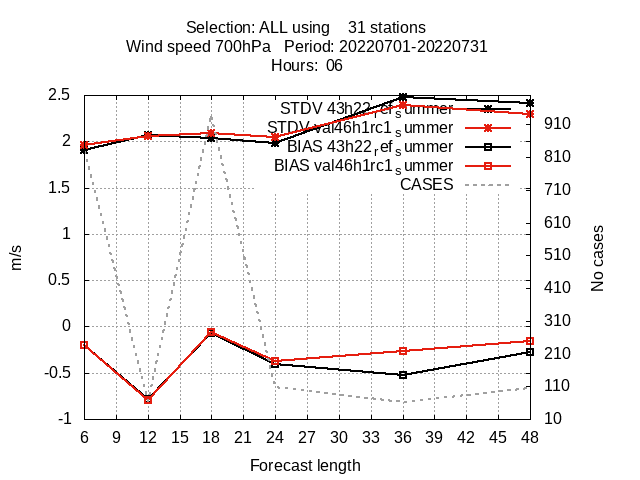 Selection: ALL using    31 stations
Wind speed 700hPa   Period: 20220701-20220731
Hours: 06
2.5
2
1.5
1
0.5
0
-0.5
-1
m/s
STDV 43h22_ref_summer
STDV val46h1rc1_summer
BIAS 43h22_ref_summer
BIAS val46h1rc1_summer
CASES
910
810
710
610
510
410
310
210
110
10
No cases
6 9 12 15 18 21 24 27 30 33 36 39 42 45 48
Forecast length